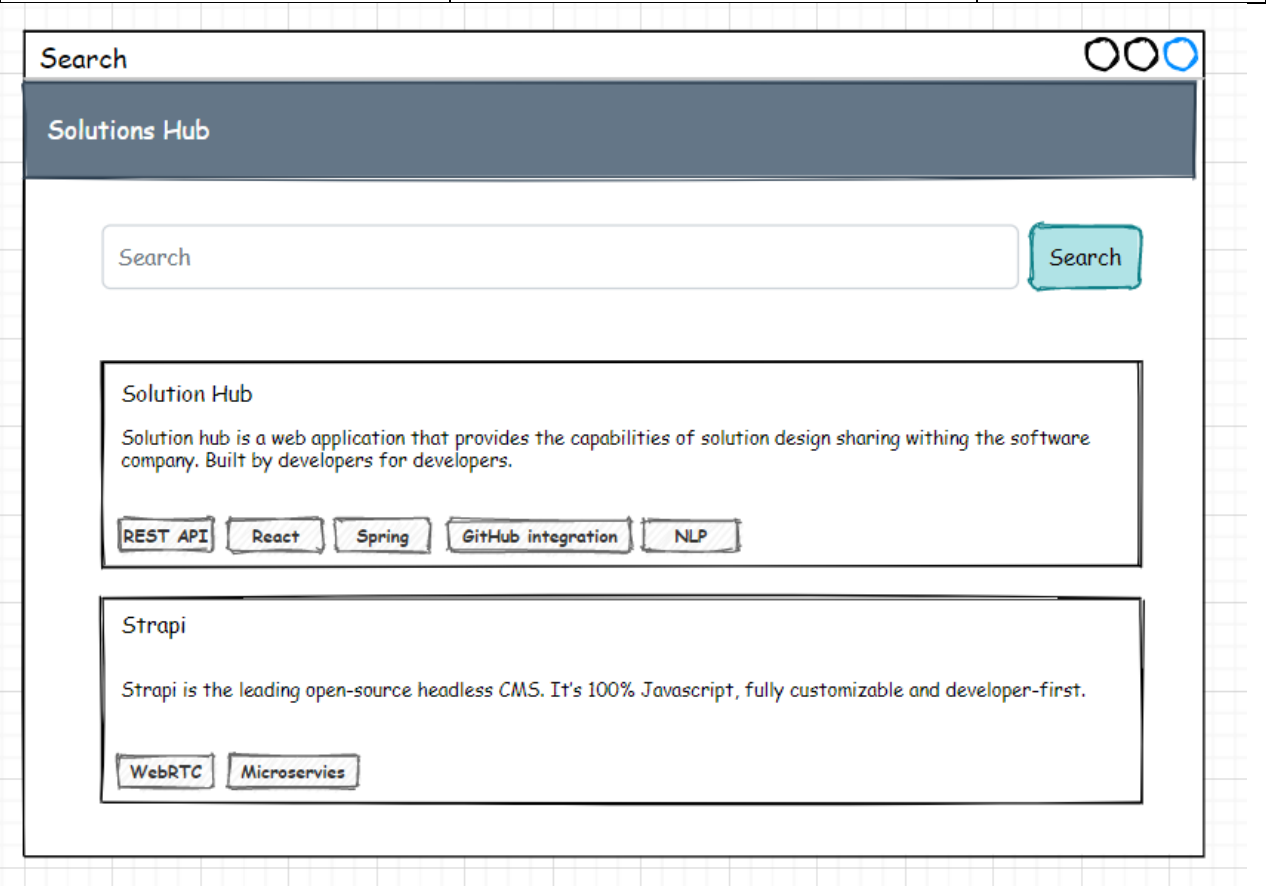 Search
Solutions Hub
Search
Search
Solution Hub
Solution hub is a web application that provides the capabilities of solution design sharing withing the software
company. Built by developers for developers.
REST API
React
Spring
GitHub integration
NLP
Strapi
Strapi is the leading open-source headless CMS. It's 100% Javascript, fully customizable and developer-first.
WebRTC
Microservies